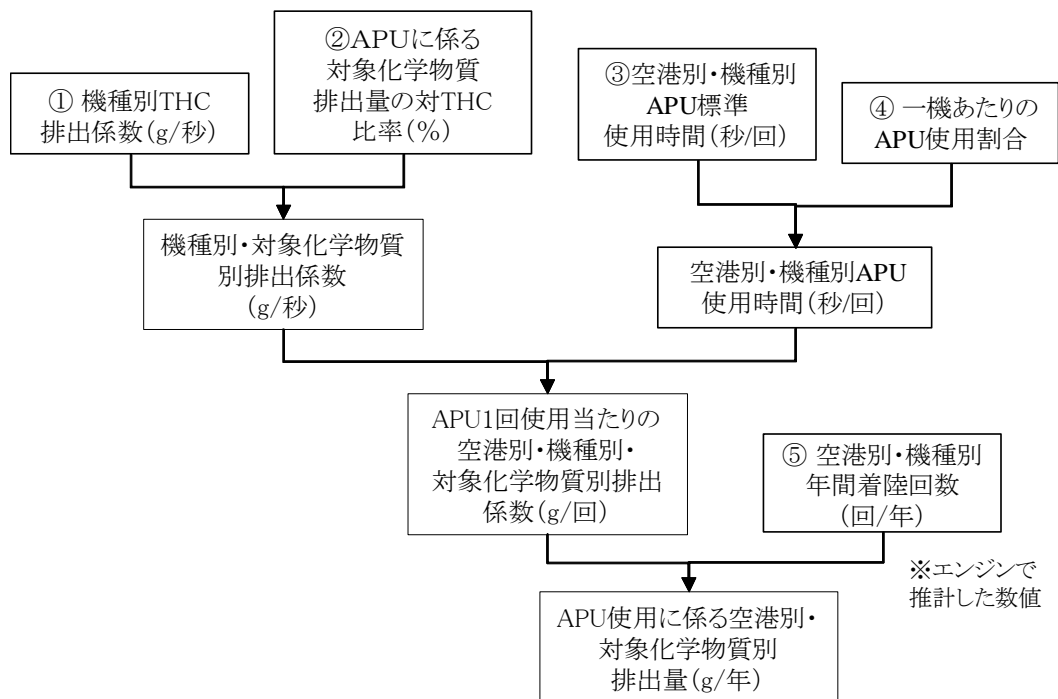 ① 機種別THC
排出係数(g/秒)
②APUに係る
対象化学物質
排出量の対THC
比率(%)
③空港別・機種別
APU標準
使用時間(秒/回)
④ 一機あたりの
APU使用割合
機種別・対象化学物質
別排出係数
(g/秒)
空港別・機種別APU
使用時間(秒/回)
APU1回使用当たりの
空港別・機種別・
対象化学物質別排出
係数(g/回)
⑤ 空港別・機種別
年間着陸回数
(回/年)
※エンジンで
推計した数値
APU使用に係る空港別・
対象化学物質別
排出量(g/年)